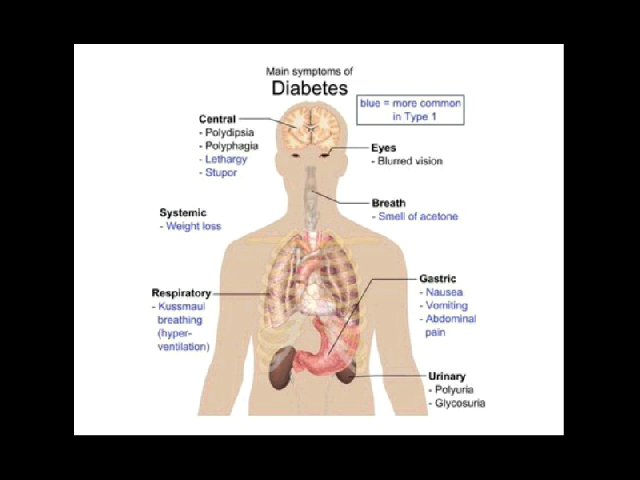 Main symptoms of
Diabetes
blue = more common
in Type 1
Central
- Polydipsia
- Polyphagia
- Lethargy
- Stupor
Eyes
- Blurred vision
Breath
- Smell of acetone
Systemic
- Weight loss
Respiratory
- Kussmaul
breathing
(hyper-
ventilation)
Gastric
- Nausea
- Vomiting
- Abdominal
pain
Urinary
- Polyuria
- Glycosuria